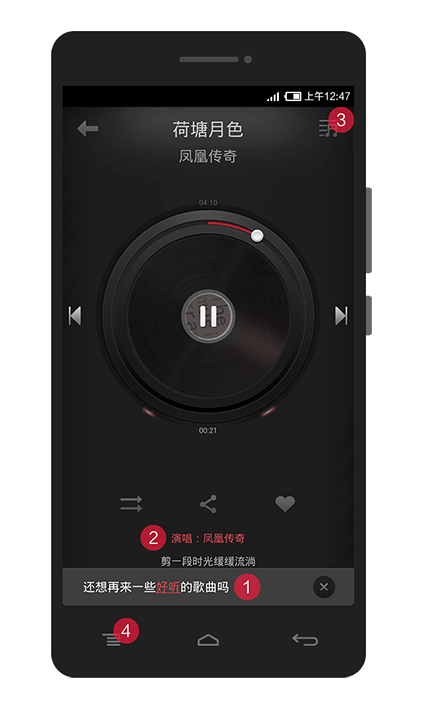 上午12:47
荷塘月色
3
凤凰传奇
04:10
00:21
2 演唱：凤凰传奇
剪一段时光缓缓流淌
还想再来一些好听的歌曲吗 1
4